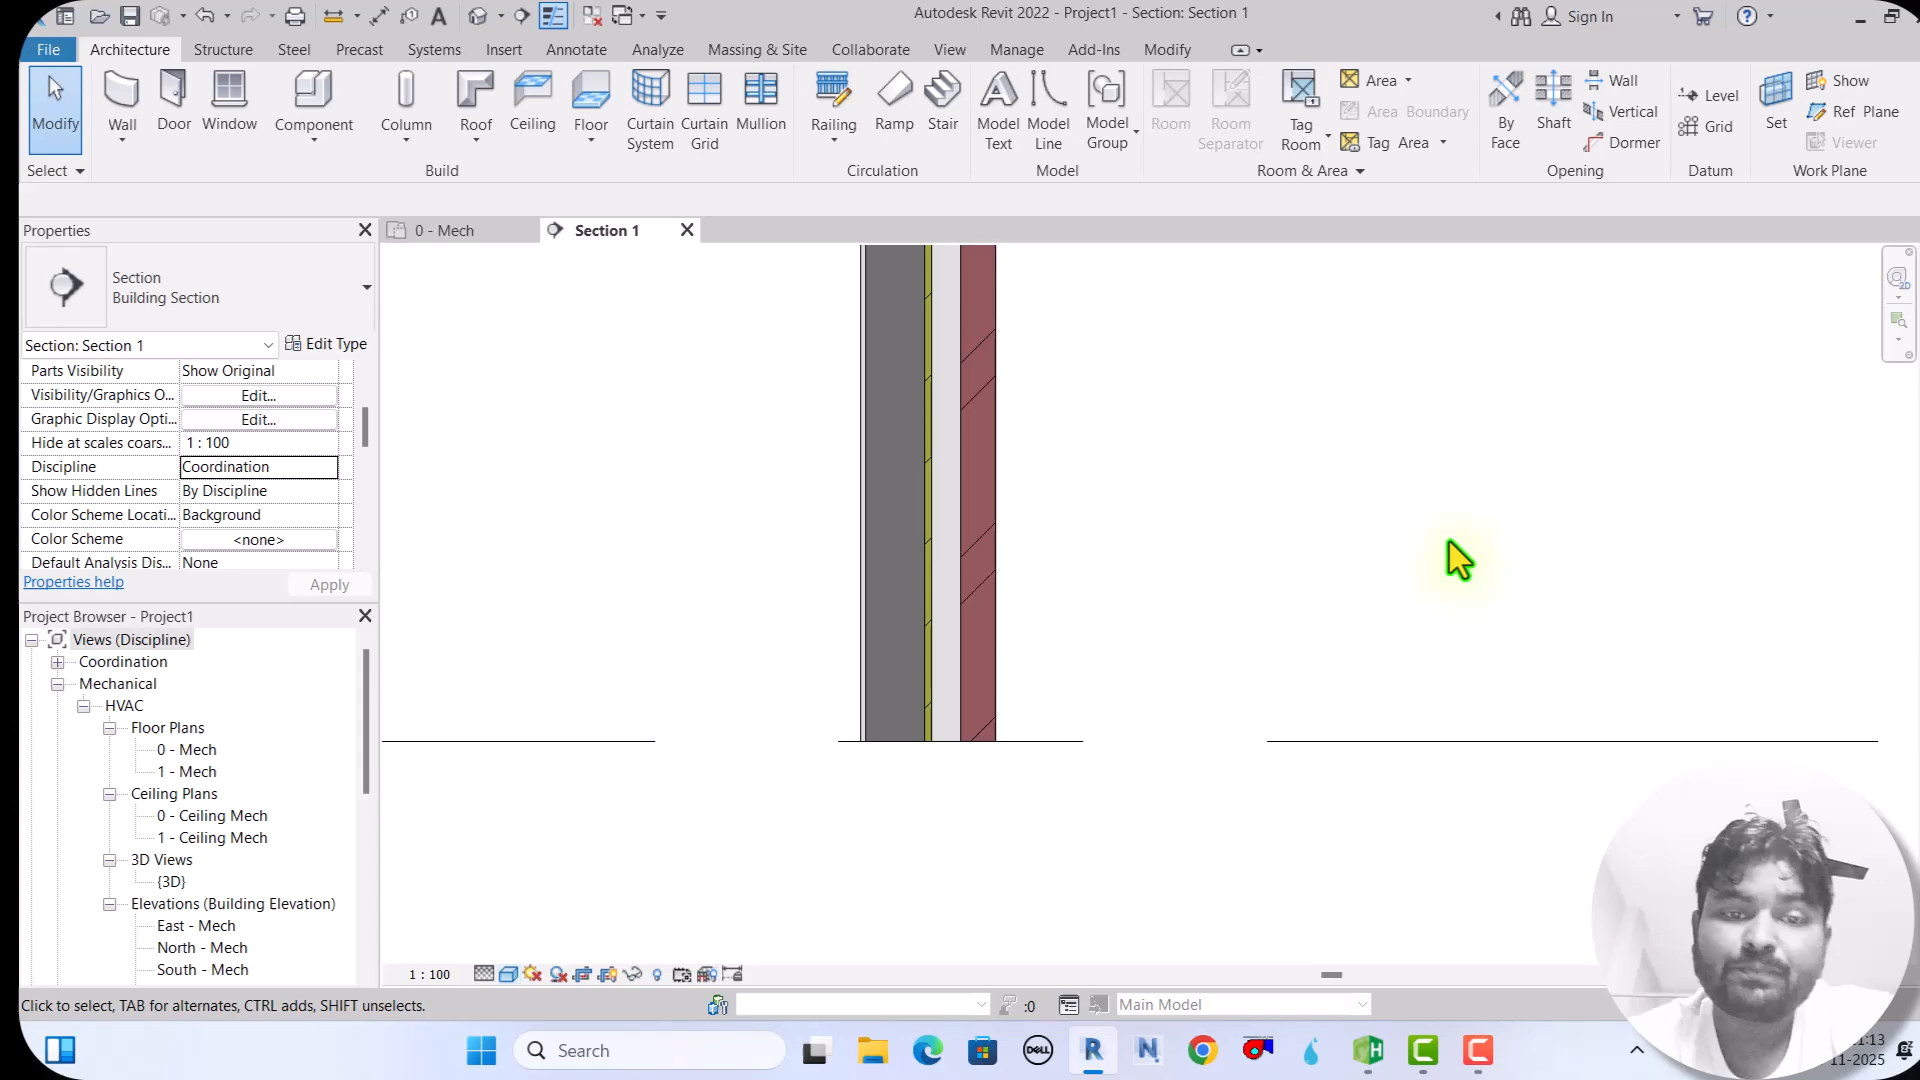 Autodesk Revit 2022 - Project1 - Section: Section 1
Sign In
File Architecture Structure Steel Precast Systems Insert Annotate Analyze Massing & Site Collaborate View Manage Add-Ins Modify
Modify Wall Door Window Component Column Roof Ceiling Floor Curtain System Curtain Grid Mullion Railing Ramp Stair Model Text Model Line Model Group Room Room Separator Tag Room
Area
Area Boundary
Tag Area
By Face Shaft
Wall
Vertical
Dormer
Level
Grid
Set
Show
Ref Plane
Viewer
Select Build Circulation Model Room & Area Opening Datum Work Plane
Properties
0 - Mech Section 1
Section
Building Section
Section: Section 1 Edit Type
Parts Visibility Show Original
Visibility/Graphics O... Edit...
Graphic Display Opti... Edit...
Hide at scales coars... 1 : 100
Discipline Coordination
Show Hidden Lines By Discipline
Color Scheme Locati... Background
Color Scheme <none>
Default Analysis Dis... None
Properties help Apply
Project Browser - Project1
Views (Discipline)
Coordination
Mechanical
HVAC
Floor Plans
0 - Mech
1 - Mech
Ceiling Plans
0 - Ceiling Mech
1 - Ceiling Mech
3D Views
{3D}
Elevations (Building Elevation)
East - Mech
North - Mech
South - Mech
1 : 100
Click to select, TAB for alternates, CTRL adds, SHIFT unselects.
:0
Main Model
Search
DELL
R
N
H
C
C
:13
11-2025